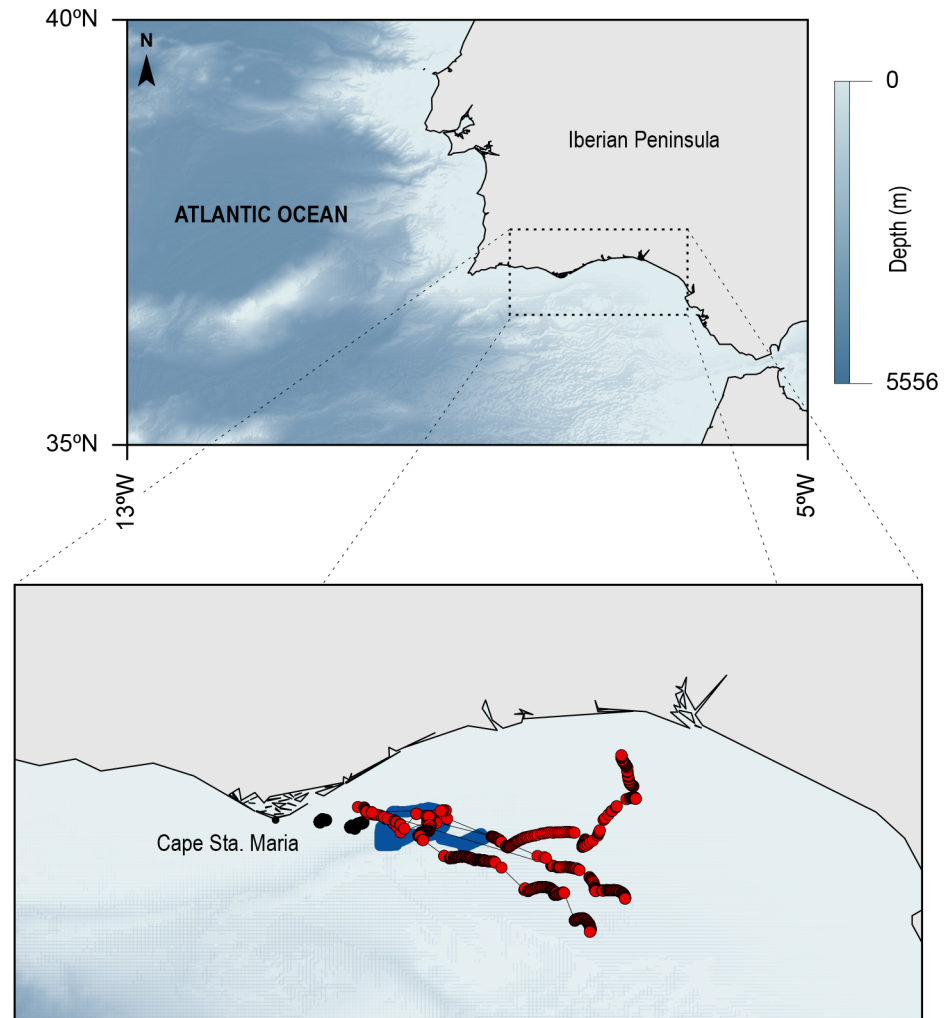 40ºN
N
0
Iberian Peninsula
ATLANTIC OCEAN
Depth (m)
5556
35ºN
13ºW
5ºW
Cape Sta. Maria